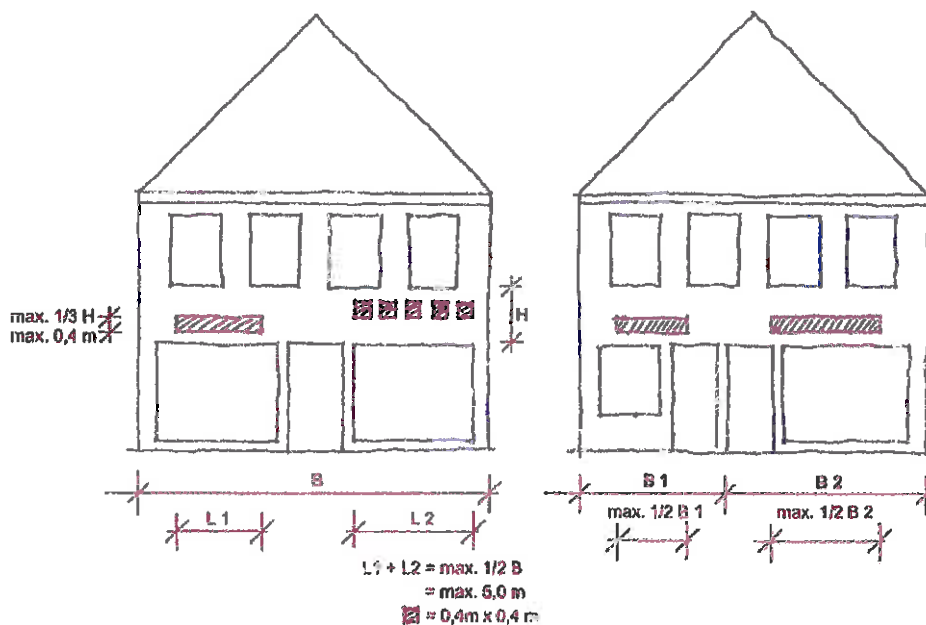 max. 1/3 H
max. 0,4 m
H
B
B 1
B 2
L 1
L 2
max. 1/2 B 1
max. 1/2 B 2
L1 + L2 = max. 1/2 B
= max. 5,0 m
= 0,4m x 0,4 m